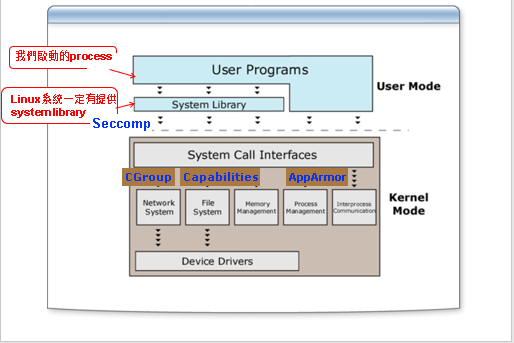 我們啟動的process
User Programs
User Mode
Linux系統一定有提供
system library
System Library
Seccomp
System Call Interfaces
CGroup
Capabilities
AppArmor
Kernel
Mode
Network
System
File
System
Memory
Management
Process
Management
Interprocess
Communication
Device Drivers